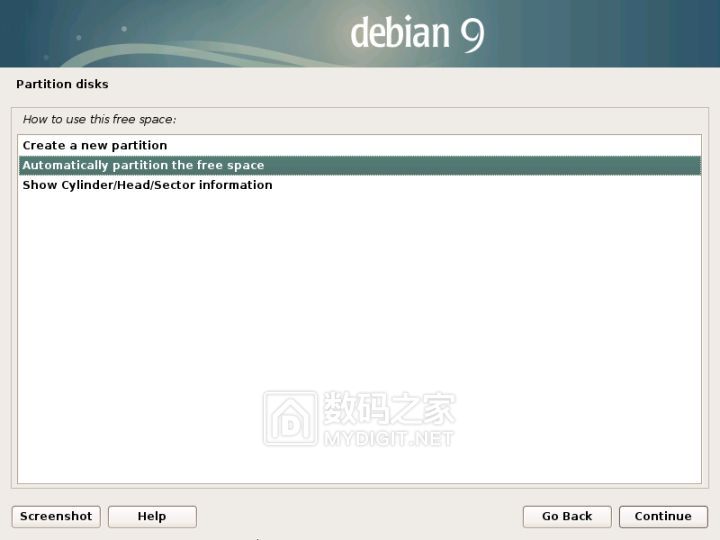 debian 9
Partition disks
How to use this free space:
Create a new partition
Automatically partition the free space
Show Cylinder/Head/Sector information
数码之家
MYDIGIT.NET
Screenshot
Help
Go Back
Continue